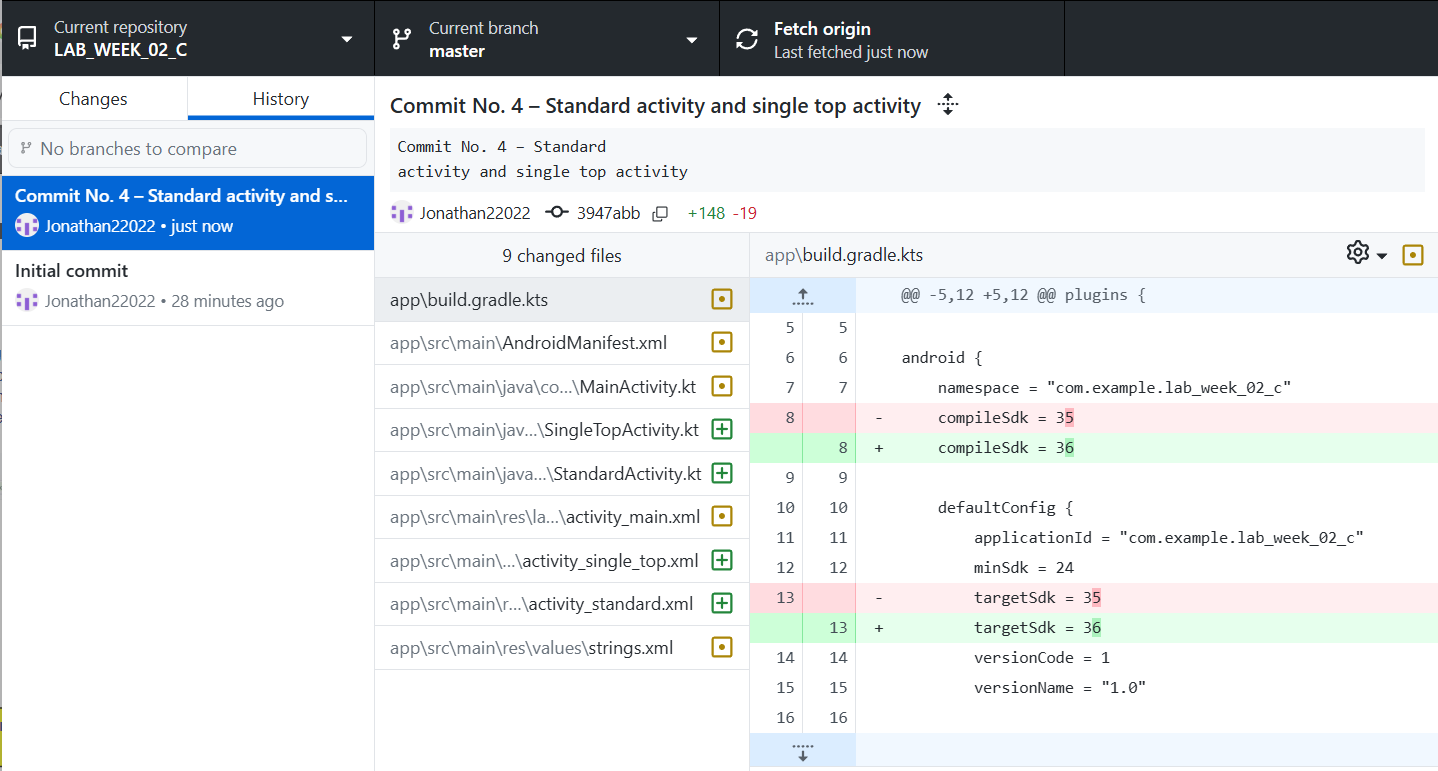 Current repository
LAB_WEEK_02_C
Current branch
master
Fetch origin
Last fetched just now
Changes
History
No branches to compare
Commit No. 4 – Standard activity and s...
Jonathan22022 • just now
Initial commit
Jonathan22022 • 28 minutes ago
Commit No. 4 – Standard activity and single top activity
Commit No. 4 – Standard
activity and single top activity
Jonathan22022 3947abb +148 -19
9 changed files
app\build.gradle.kts
app\src\main\AndroidManifest.xml
app\src\main\java\co...\MainActivity.kt
app\src\main\jav...\SingleTopActivity.kt
app\src\main\java...\StandardActivity.kt
app\src\main\res\la...\activity_main.xml
app\src\main\...\activity_single_top.xml
app\src\main\r...\activity_standard.xml
app\src\main\res\values\strings.xml
app\build.gradle.kts
@@ -5,12 +5,12 @@ plugins {
5 5
6 6 android {
7 7 namespace = "com.example.lab_week_02_c"
8 - compileSdk = 35
8 + compileSdk = 36
9 9
10 10 defaultConfig {
11 11 applicationId = "com.example.lab_week_02_c"
12 12 minSdk = 24
13 - targetSdk = 35
13 + targetSdk = 36
14 14 versionCode = 1
15 15 versionName = "1.0"
16 16